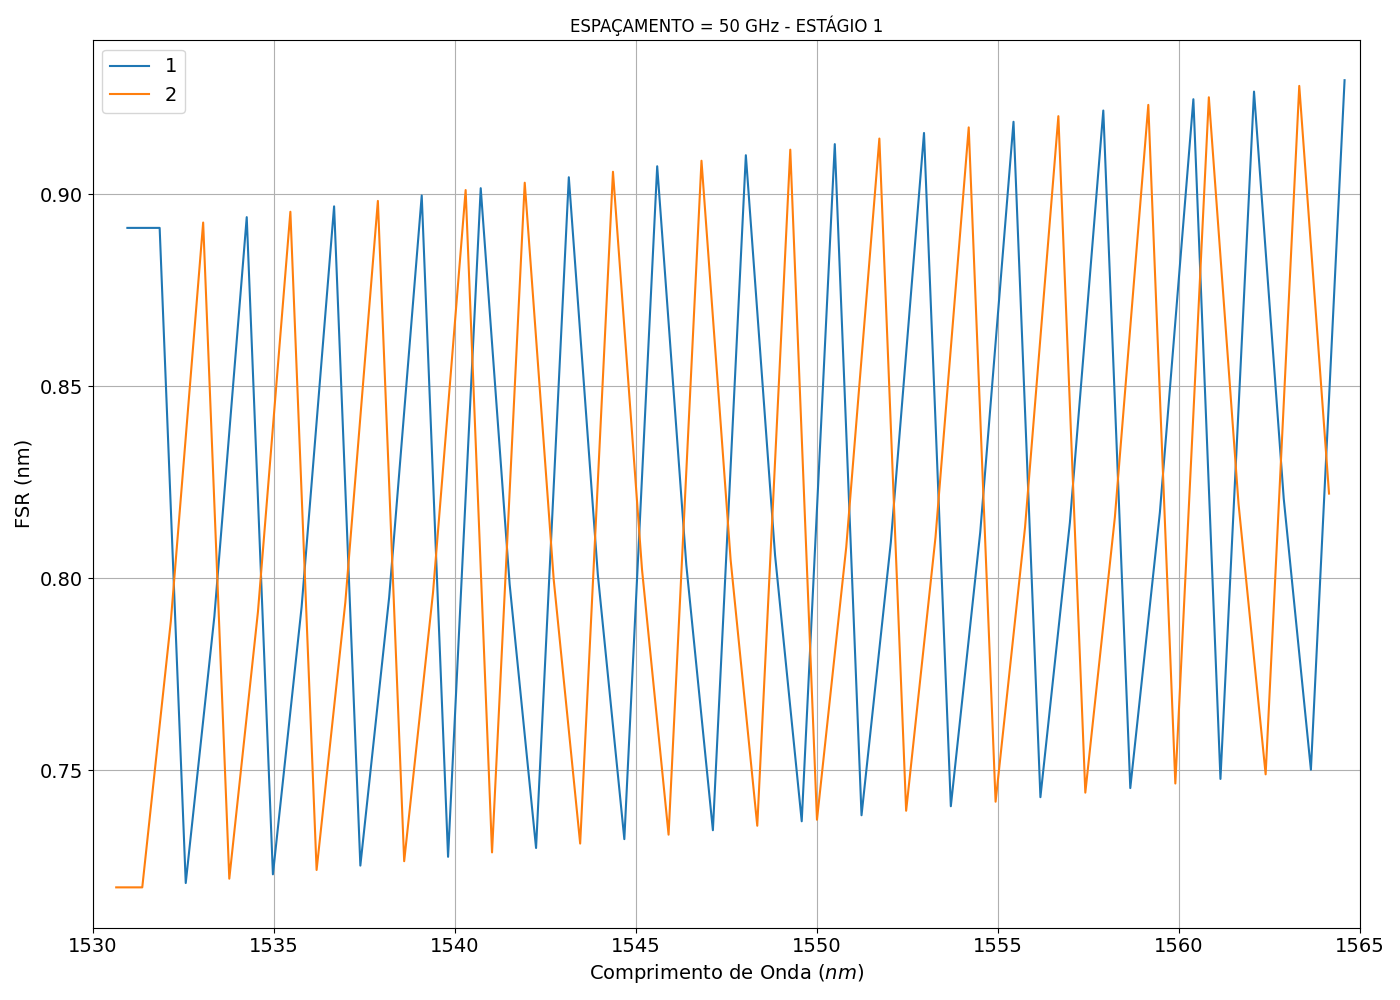 ESPAÇAMENTO = 50 GHz - ESTÁGIO 1
1
2
FSR (nm)
0.90
0.85
0.80
0.75
1530 1535 1540 1545 1550 1555 1560 1565
Comprimento de Onda (nm)